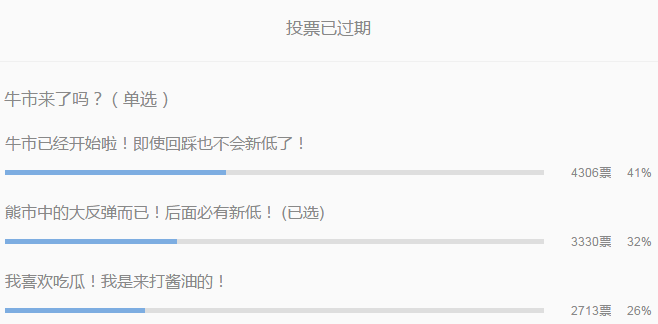 投票已过期
牛市来了吗？（单选）
牛市已经开始啦！即使回踩也不会新低了！
4306票 41%
熊市中的大反弹而已！后面必有新低！ (已选)
3330票 32%
我喜欢吃瓜！我是来打酱油的！
2713票 26%